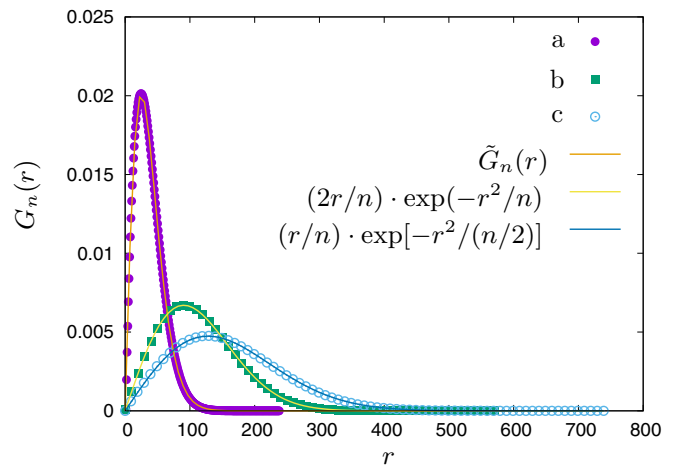 0.025
0.02
0.015
0.01
0.005
0
G_n(r)
a
b
c
\tilde{G}_n(r)
(2r/n) · exp(−r²/n)
(r/n) · exp[−r²/(n/2)]
0 100 200 300 400 500 600 700 800
r